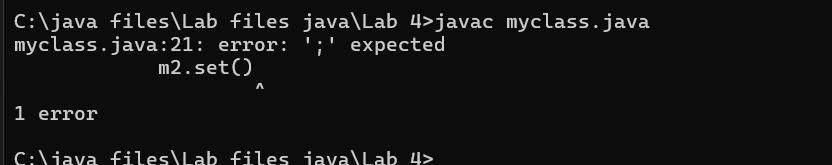 C:\java files\Lab files java\Lab 4>javac myclass.java
myclass.java:21: error: ';' expected
            m2.set()
                    ^
1 error
C:\java files\Lab files java\Lab 4>